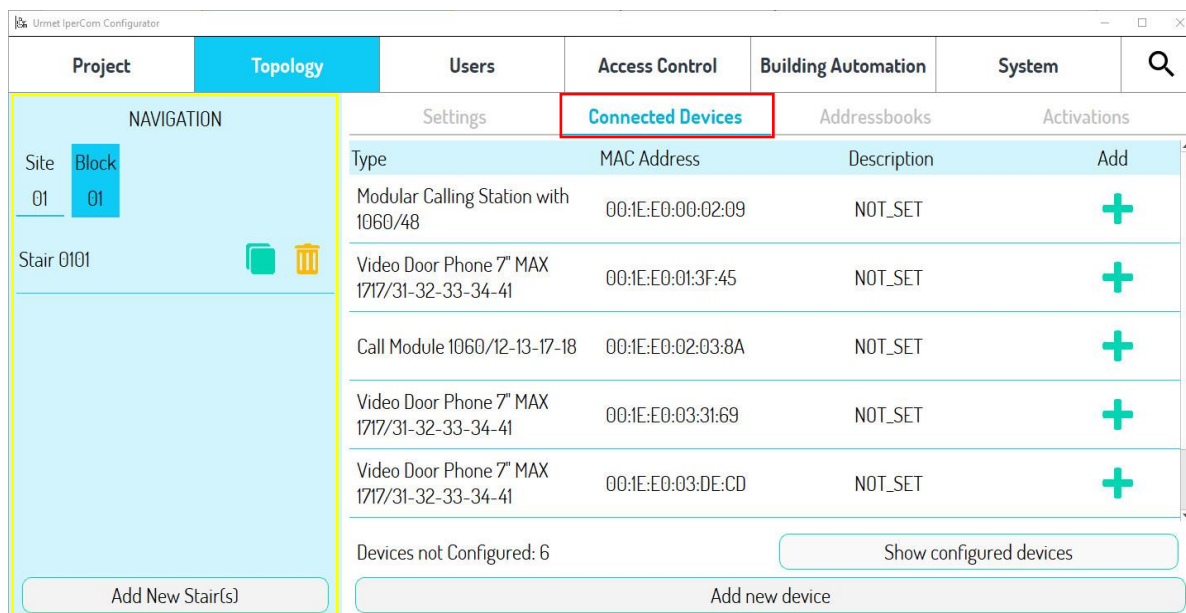 Urmet IperCom Configurator
Project Topology Users Access Control Building Automation System
NAVIGATION
Settings Connected Devices Addressbooks Activations
Site Block
01 01
Stair 0101
Type MAC Address Description Add
Modular Calling Station with
1060/48
00:1E:E0:00:02:09 NOT_SET
Video Door Phone 7" MAX
1717/31-32-33-34-41
00:1E:E0:01:3F:45 NOT_SET
Call Module 1060/12-13-17-18 00:1E:E0:02:03:8A NOT_SET
Video Door Phone 7" MAX
1717/31-32-33-34-41
00:1E:E0:03:31:69 NOT_SET
Video Door Phone 7" MAX
1717/31-32-33-34-41
00:1E:E0:03:DE:CD NOT_SET
Devices not Configured: 6 Show configured devices
Add New Stair(s) Add new device